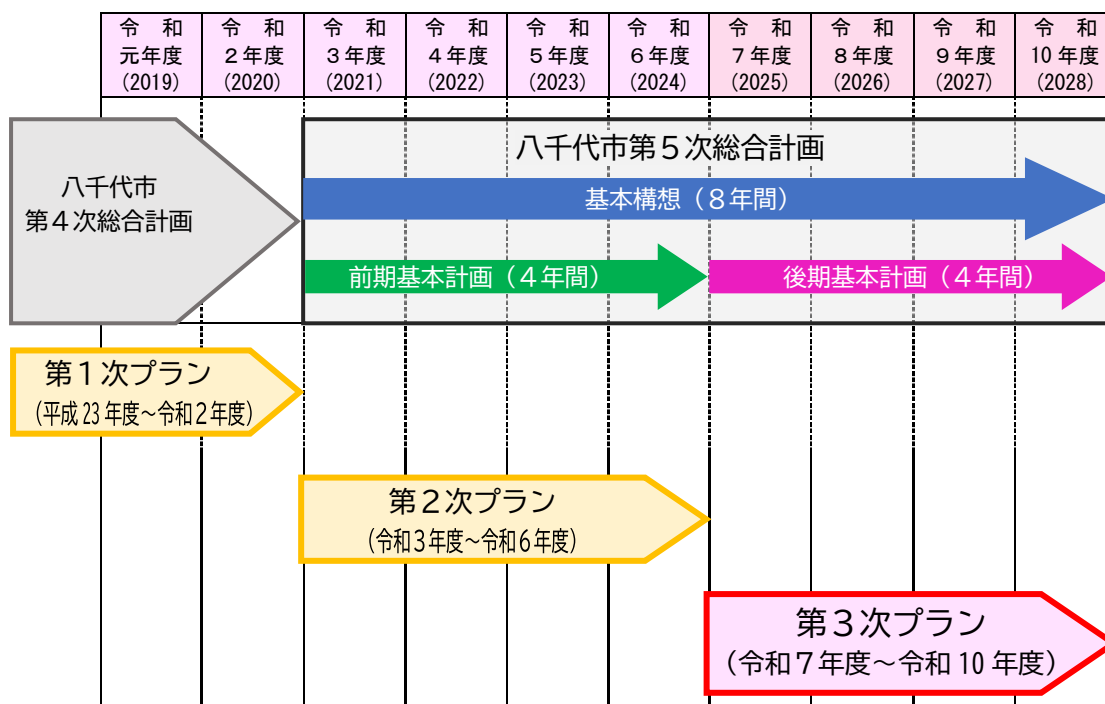 令和 令和 令和 令和 令和 令和 令和 令和 令和 令和
元年度 2年度 3年度 4年度 5年度 6年度 7年度 8年度 9年度 10年度
(2019) (2020) (2021) (2022) (2023) (2024) (2025) (2026) (2027) (2028)
八千代市
第4次総合計画
八千代市第5次総合計画
基本構想（8年間）
前期基本計画（4年間） 後期基本計画（4年間）
第1次プラン
(平成23年度～令和2年度)
第2次プラン
(令和3年度～令和6年度)
第3次プラン
（令和7年度～令和10年度）